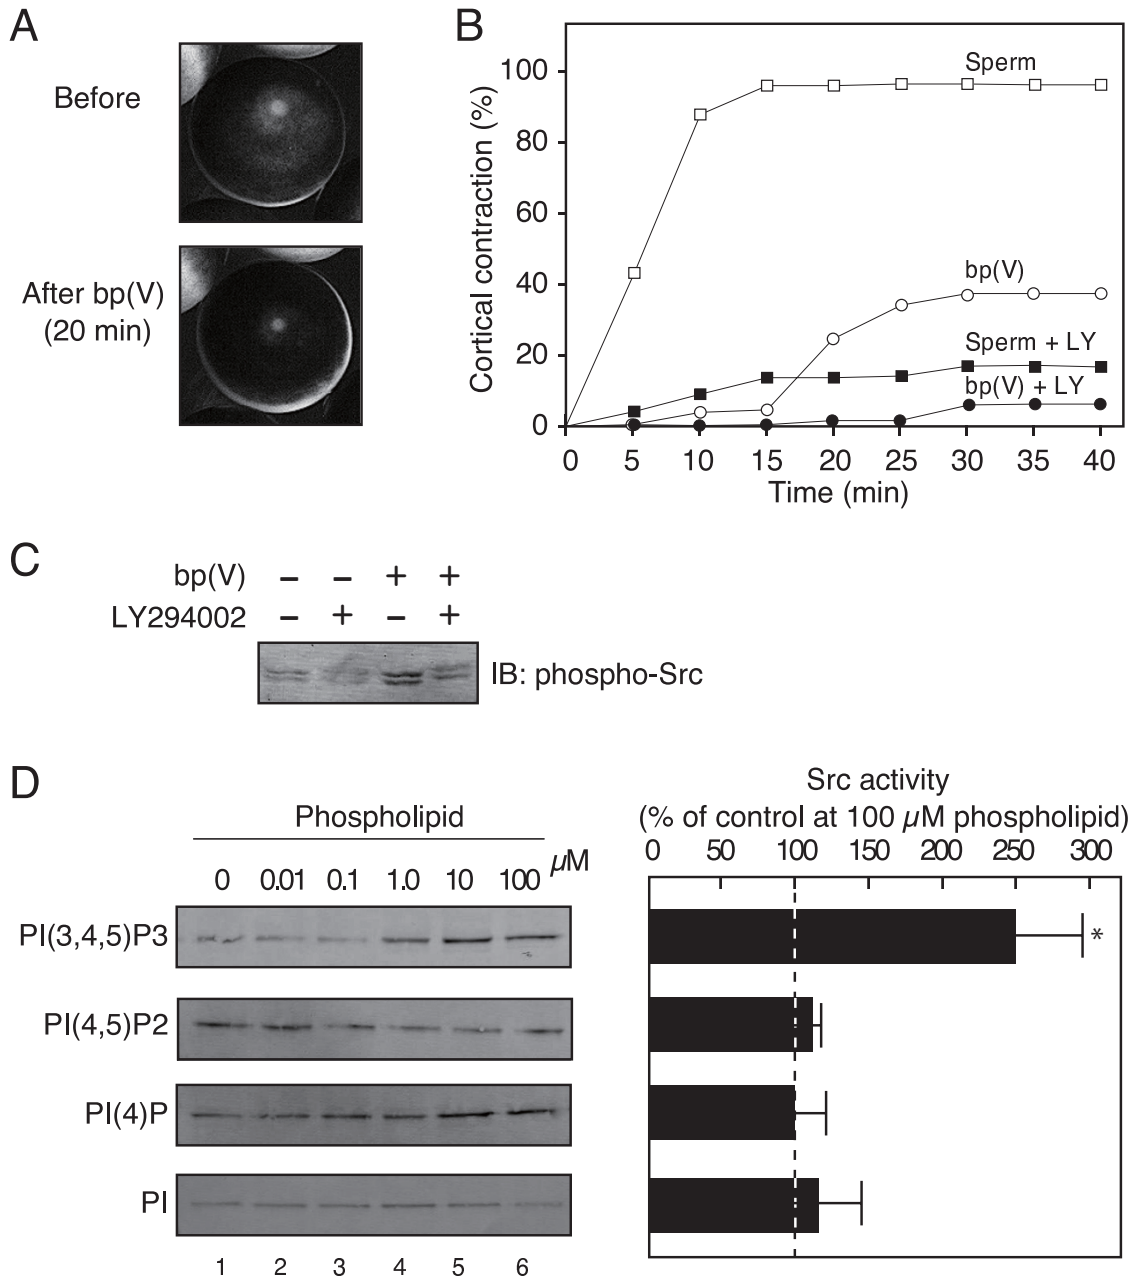 A
Before
After bp(V)
(20 min)
B
Cortical contraction (%)
100
80
60
40
20
0
Sperm
bp(V)
Sperm + LY
bp(V) + LY
0 5 10 15 20 25 30 35 40
Time (min)
C
bp(V) – – + +
LY294002 – + – +
IB: phospho-Src
D
Phospholipid
0 0.01 0.1 1.0 10 100 µM
PI(3,4,5)P3
PI(4,5)P2
PI(4)P
PI
1 2 3 4 5 6
Src activity
(% of control at 100 µM phospholipid)
0 50 100 150 200 250 300
*